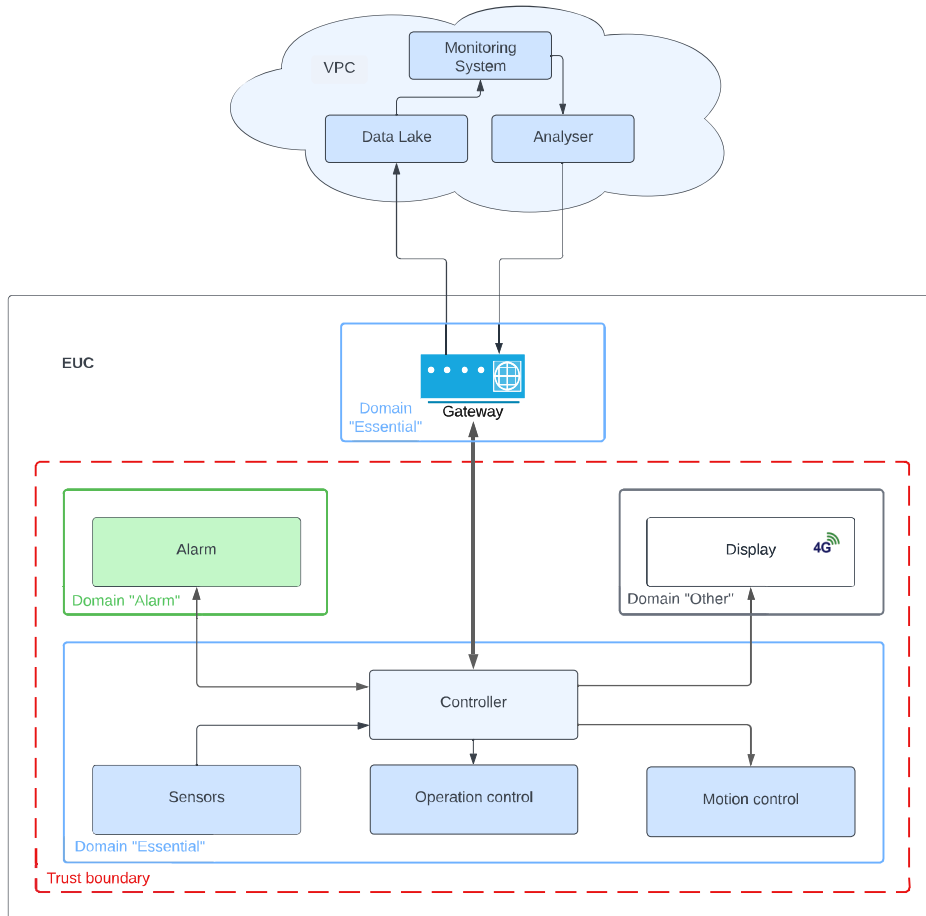 Monitoring
System
VPC
Data Lake
Analyser
EUC
Domain
"Essential"
Gateway
Alarm
Domain "Alarm"
Display
4G
Domain "Other"
Controller
Sensors
Operation control
Motion control
Domain "Essential"
Trust boundary